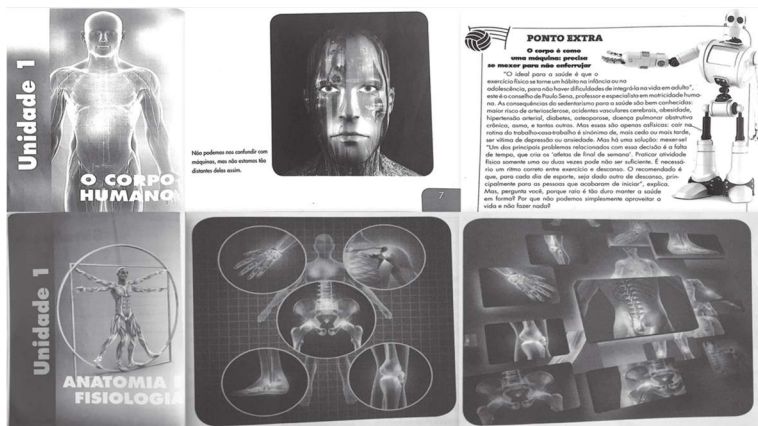 Unidade 1
O CORPO
HUMANO
Não podemos nos confundir com
máquinas, mas não estamos tão
distantes delas assim.
7
PONTO EXTRA
O corpo é como
uma máquina: precisa
se mexer para não enferrujar
"O ideal para a saúde é que o
exercício físico se torne um hábito na infância ou na
adolescência, para não haver dificuldades de integrá-la na vida em adulto",
este é o conselho de Paulo Sena, professor e especialista em motricidade huma-
na. As consequências do sedentarismo para a saúde são bem conhecidas:
maior risco de arteriosclerose, acidentes vasculares cerebrais, obesidade,
hipertensão arterial, diabetes, osteoporose, doença pulmonar obstrutiva
crônica, asma, e tantas outras. Mas essas são apenas as físicas: cair na
rotina do trabalho-casa-trabalho é sinônimo de, mais cedo ou mais tarde,
ser vítima de depressão ou ansiedade. Mas há uma solução: mexer-se!
"Um dos principais problemas relacionados com essa decisão é a falta
de tempo, que cria os 'atletas de final de semana'. Praticar atividade
física somente uma ou duas vezes pode não ser suficiente. É necessá-
rio um ritmo correto entre exercício e descanso. O recomendado é
que, para cada dia de esporte, seja dado outro de descanso, prin-
cipalmente para as pessoas que acabaram de iniciar", explica.
Mas, pergunta você, porque raio é tão duro manter a saúde
em forma? Por que não podemos simplesmente aproveitar a
vida e não fazer nada?
Unidade 1
ANATOMIA E
FISIOLOGIA